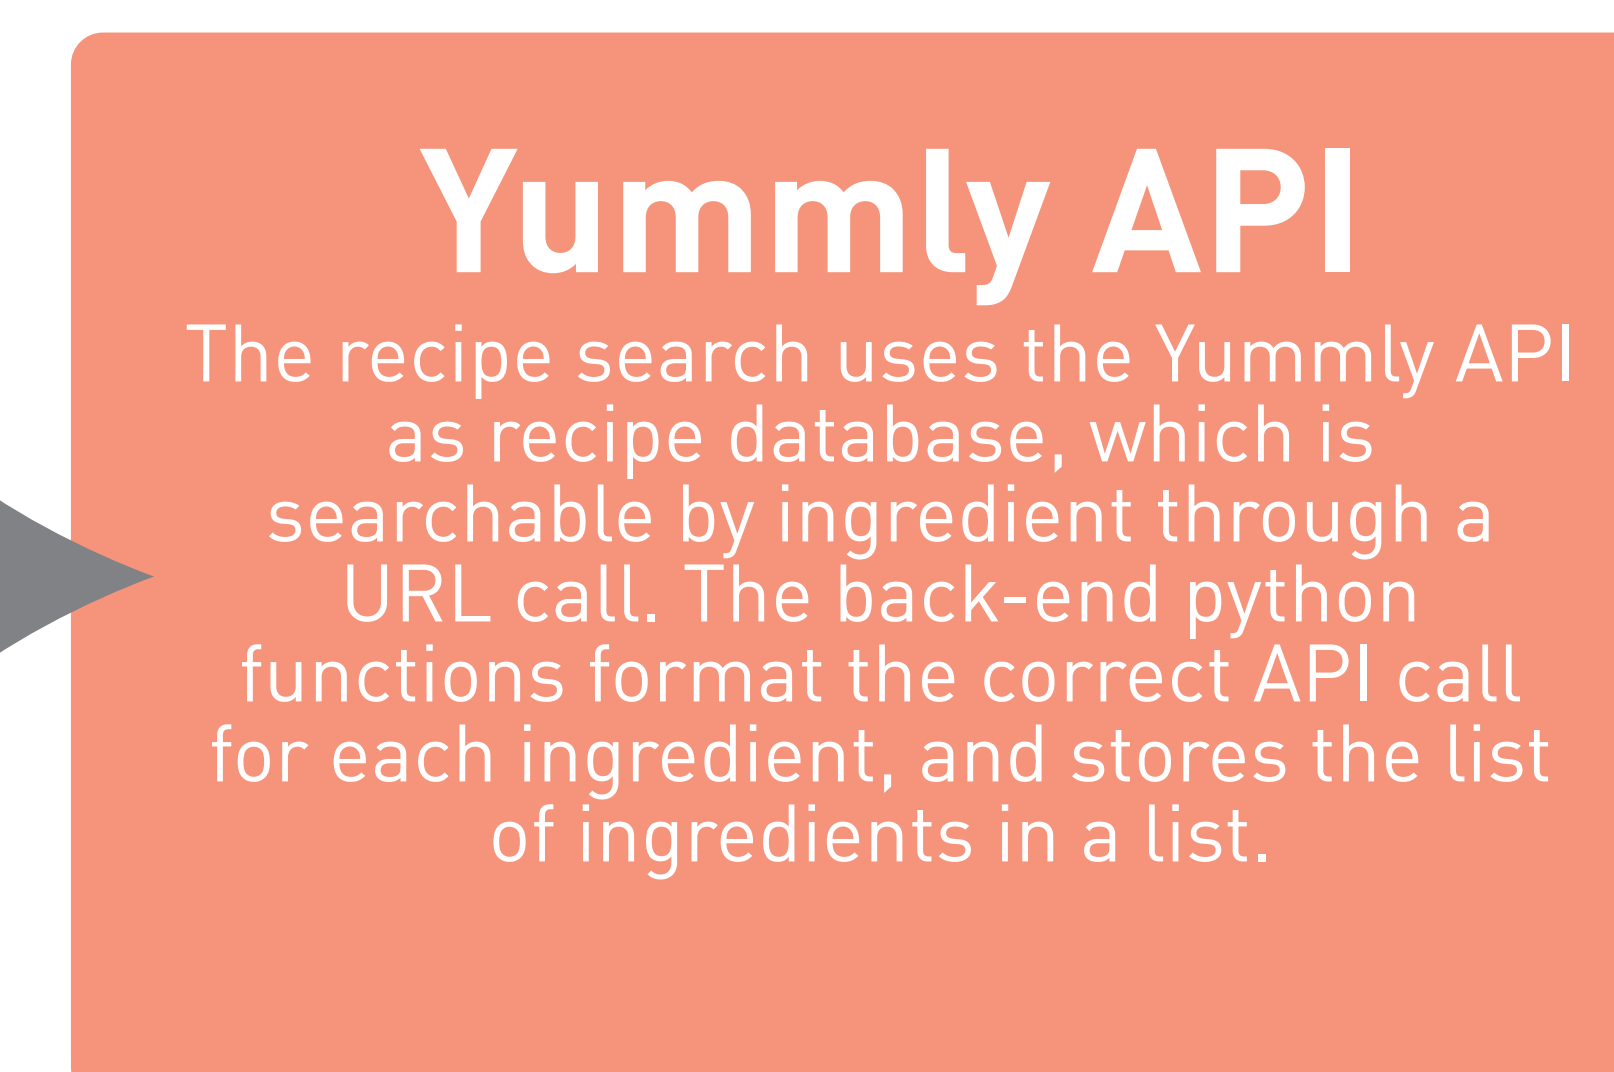 Yummly API
The recipe search uses the Yummly API
as recipe database, which is
searchable by ingredient through a
URL call. The back-end python
functions format the correct API call
for each ingredient, and stores the list
of ingredients in a list.